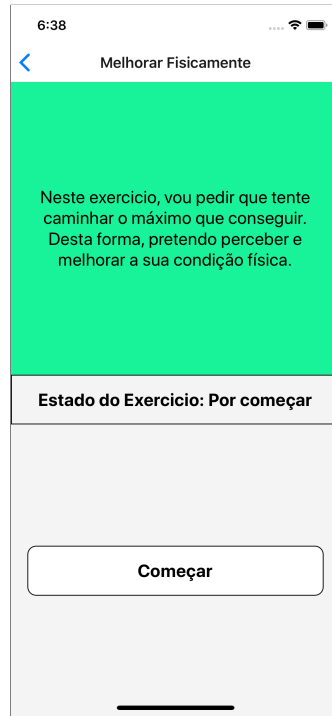 6:38
Melhorar Fisicamente
Neste exercicio, vou pedir que tente
caminhar o máximo que conseguir.
Desta forma, pretendo perceber e
melhorar a sua condição física.
Estado do Exercicio: Por começar
Começar